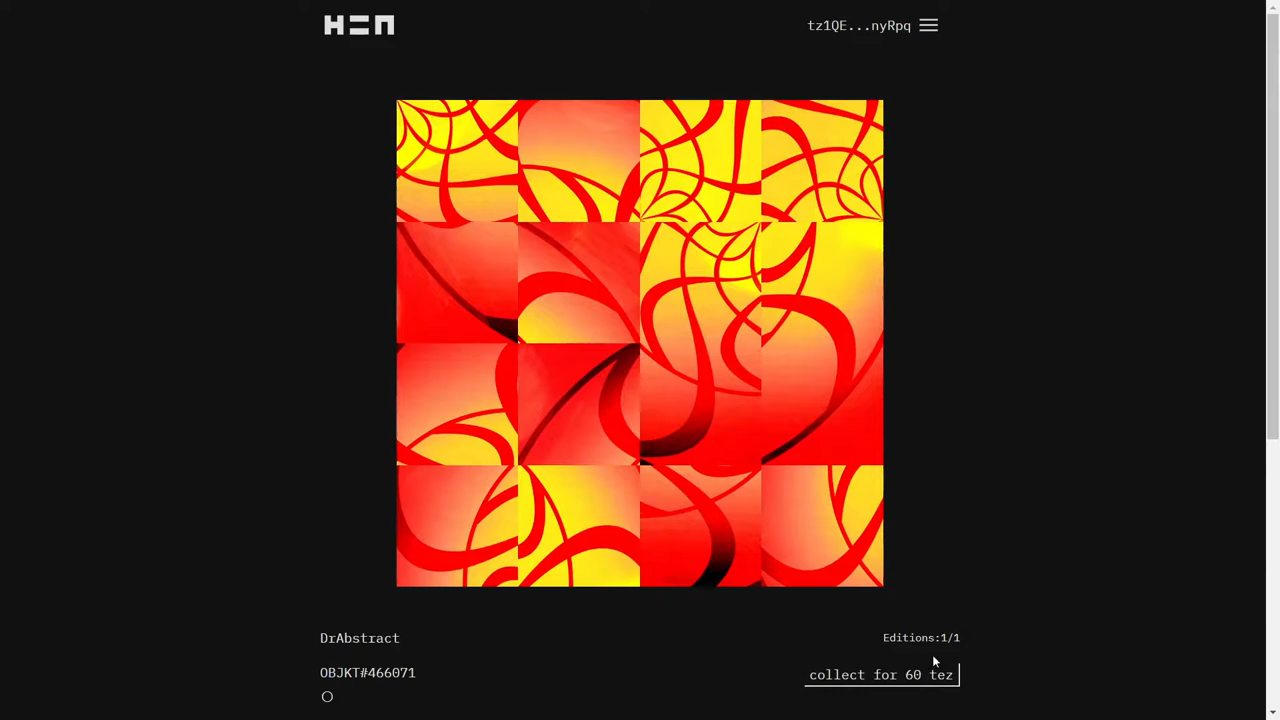 H=N
tz1QE...nyRpq
DrAbstract
Editions:1/1
OBJKT#466071
collect for 60 tez